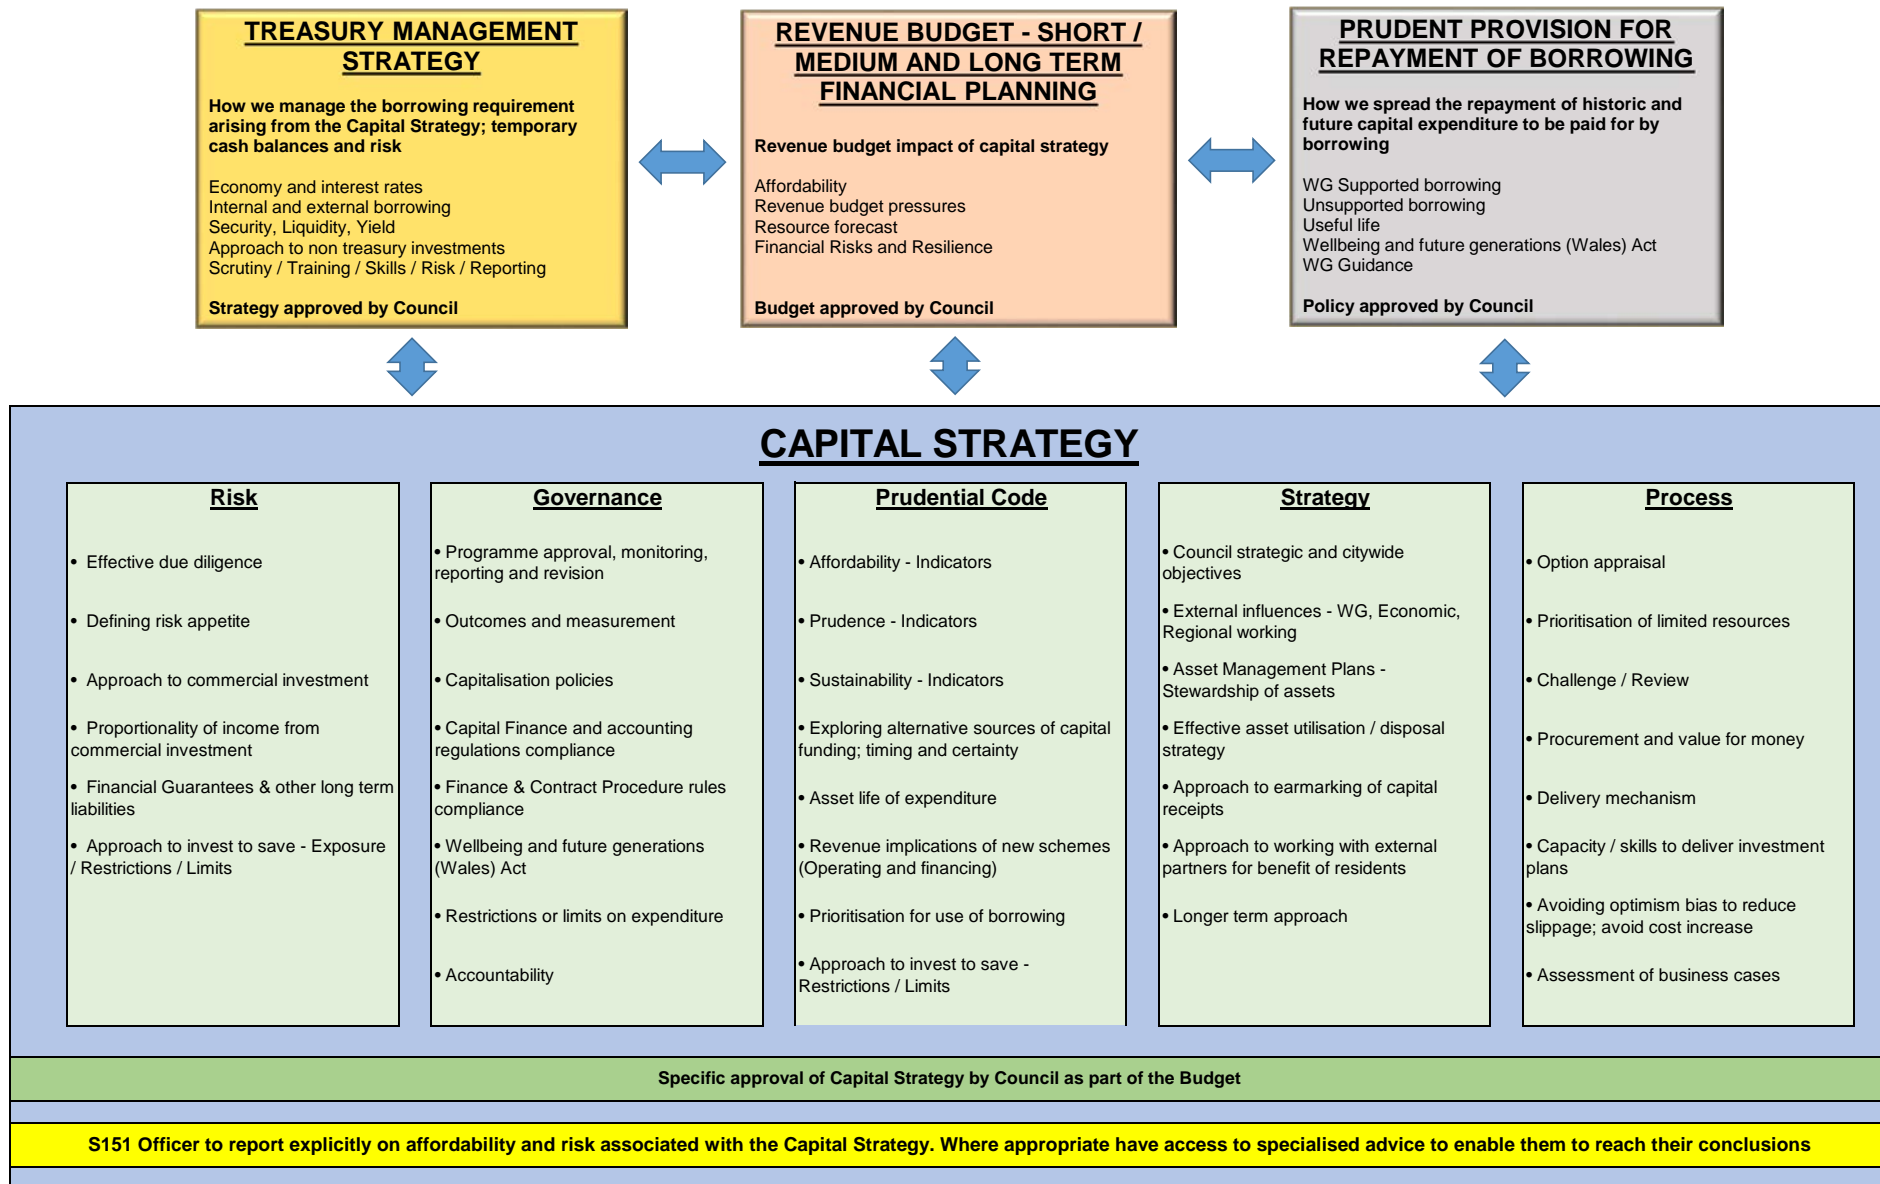 TREASURY MANAGEMENT
STRATEGY
How we manage the borrowing requirement
arising from the Capital Strategy; temporary
cash balances and risk
Economy and interest rates
Internal and external borrowing
Security, Liquidity, Yield
Approach to non treasury investments
Scrutiny / Training / Skills / Risk / Reporting
Strategy approved by Council
REVENUE BUDGET - SHORT /
MEDIUM AND LONG TERM
FINANCIAL PLANNING
Revenue budget impact of capital strategy
Affordability
Revenue budget pressures
Resource forecast
Financial Risks and Resilience
Budget approved by Council
PRUDENT PROVISION FOR
REPAYMENT OF BORROWING
How we spread the repayment of historic and
future capital expenditure to be paid for by
borrowing
WG Supported borrowing
Unsupported borrowing
Useful life
Wellbeing and future generations (Wales) Act
WG Guidance
Policy approved by Council
CAPITAL STRATEGY
Risk
• Effective due diligence
• Defining risk appetite
• Approach to commercial investment
• Proportionality of income from
commercial investment
• Financial Guarantees & other long term
liabilities
• Approach to invest to save - Exposure
/ Restrictions / Limits
Governance
• Programme approval, monitoring,
reporting and revision
• Outcomes and measurement
• Capitalisation policies
• Capital Finance and accounting
regulations compliance
• Finance & Contract Procedure rules
compliance
• Wellbeing and future generations
(Wales) Act
• Restrictions or limits on expenditure
• Accountability
Prudential Code
• Affordability - Indicators
• Prudence - Indicators
• Sustainability - Indicators
• Exploring alternative sources of capital
funding; timing and certainty
• Asset life of expenditure
• Revenue implications of new schemes
(Operating and financing)
• Prioritisation for use of borrowing
• Approach to invest to save -
Restrictions / Limits
Strategy
• Council strategic and citywide
objectives
• External influences - WG, Economic,
Regional working
• Asset Management Plans -
Stewardship of assets
• Effective asset utilisation / disposal
strategy
• Approach to earmarking of capital
receipts
• Approach to working with external
partners for benefit of residents
• Longer term approach
Process
• Option appraisal
• Prioritisation of limited resources
• Challenge / Review
• Procurement and value for money
• Delivery mechanism
• Capacity / skills to deliver investment
plans
• Avoiding optimism bias to reduce
slippage; avoid cost increase
• Assessment of business cases
Specific approval of Capital Strategy by Council as part of the Budget
S151 Officer to report explicitly on affordability and risk associated with the Capital Strategy. Where appropriate have access to specialised advice to enable them to reach their conclusions